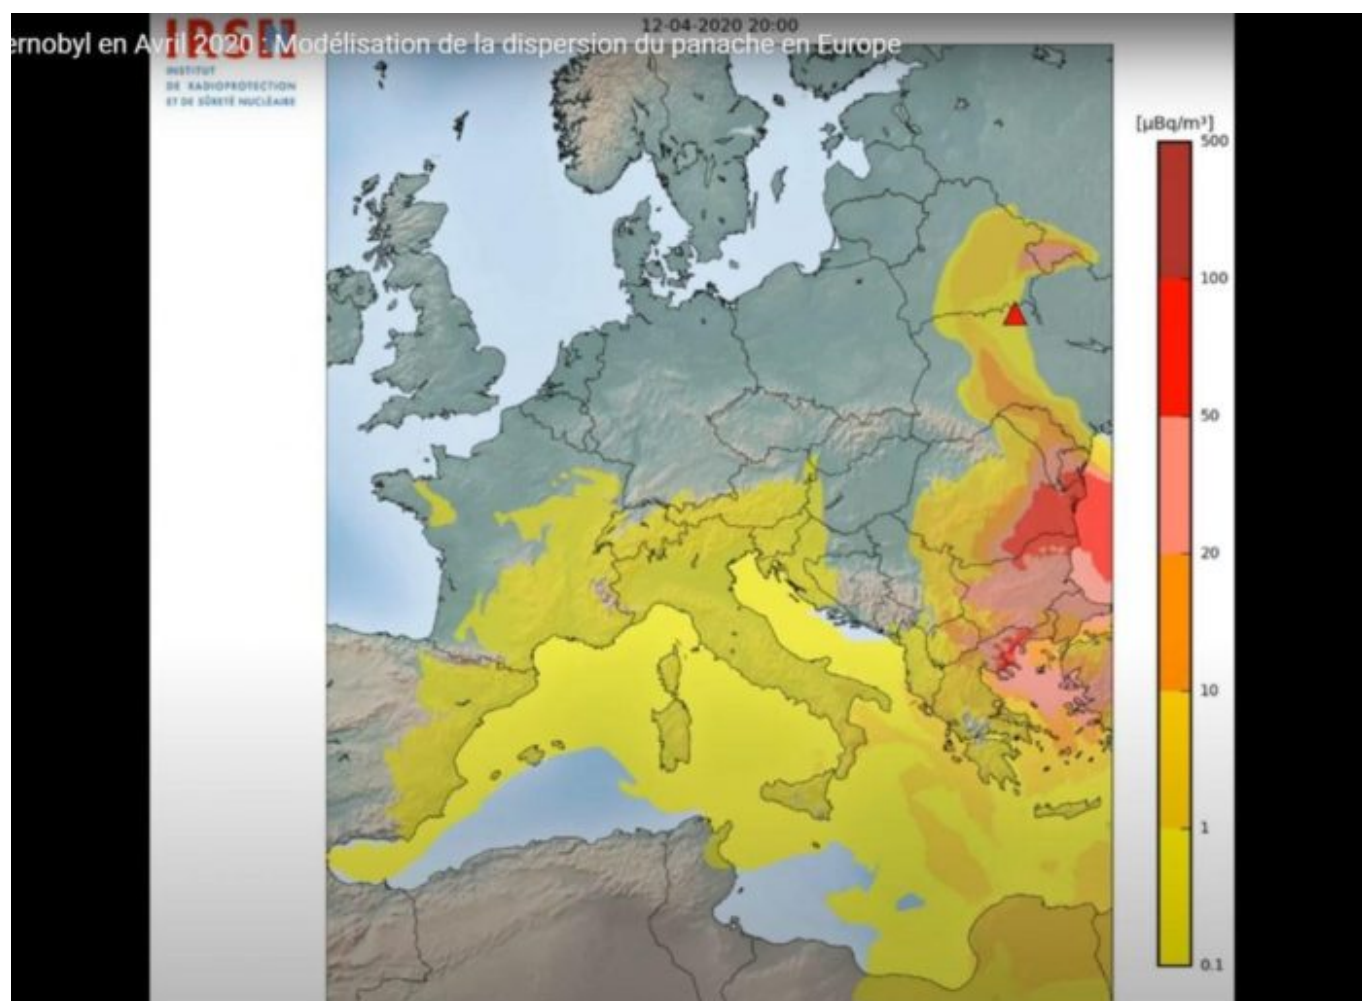 12-04-2020 20:00
ernobyl en Avril 2020 : Modélisation de la dispersion du panache en Europe
IRSN
INSTITUT
DE RADIOPROTECTION
ET DE SÛRETÉ NUCLÉAIRE
[µBq/m³]
500
100
50
20
10
1
0.1